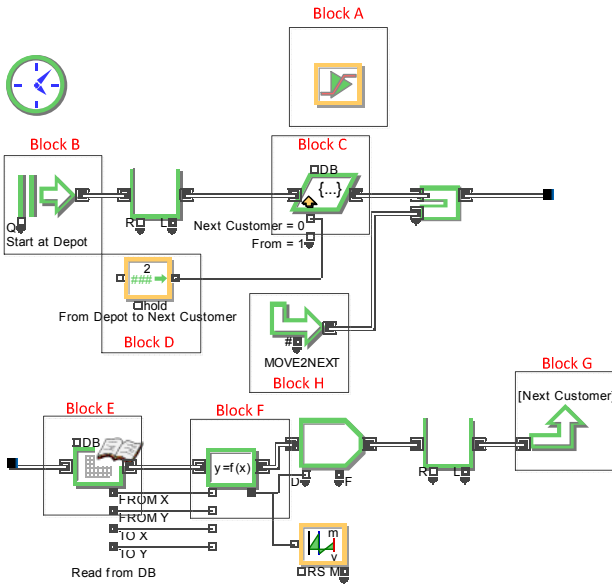 Block A
Block B
Block C
DB
{...}
Q
R
L
Start at Depot
Next Customer = 0
From = 1
2
###
hold
From Depot to Next Customer
Block D
#
MOVE2NEXT
Block H
Block G
[Next Customer]
Block E
Block F
DB
y=f(x)
D
F
R
L
FROM X
FROM Y
TO X
TO Y
m
v
RS M
Read from DB